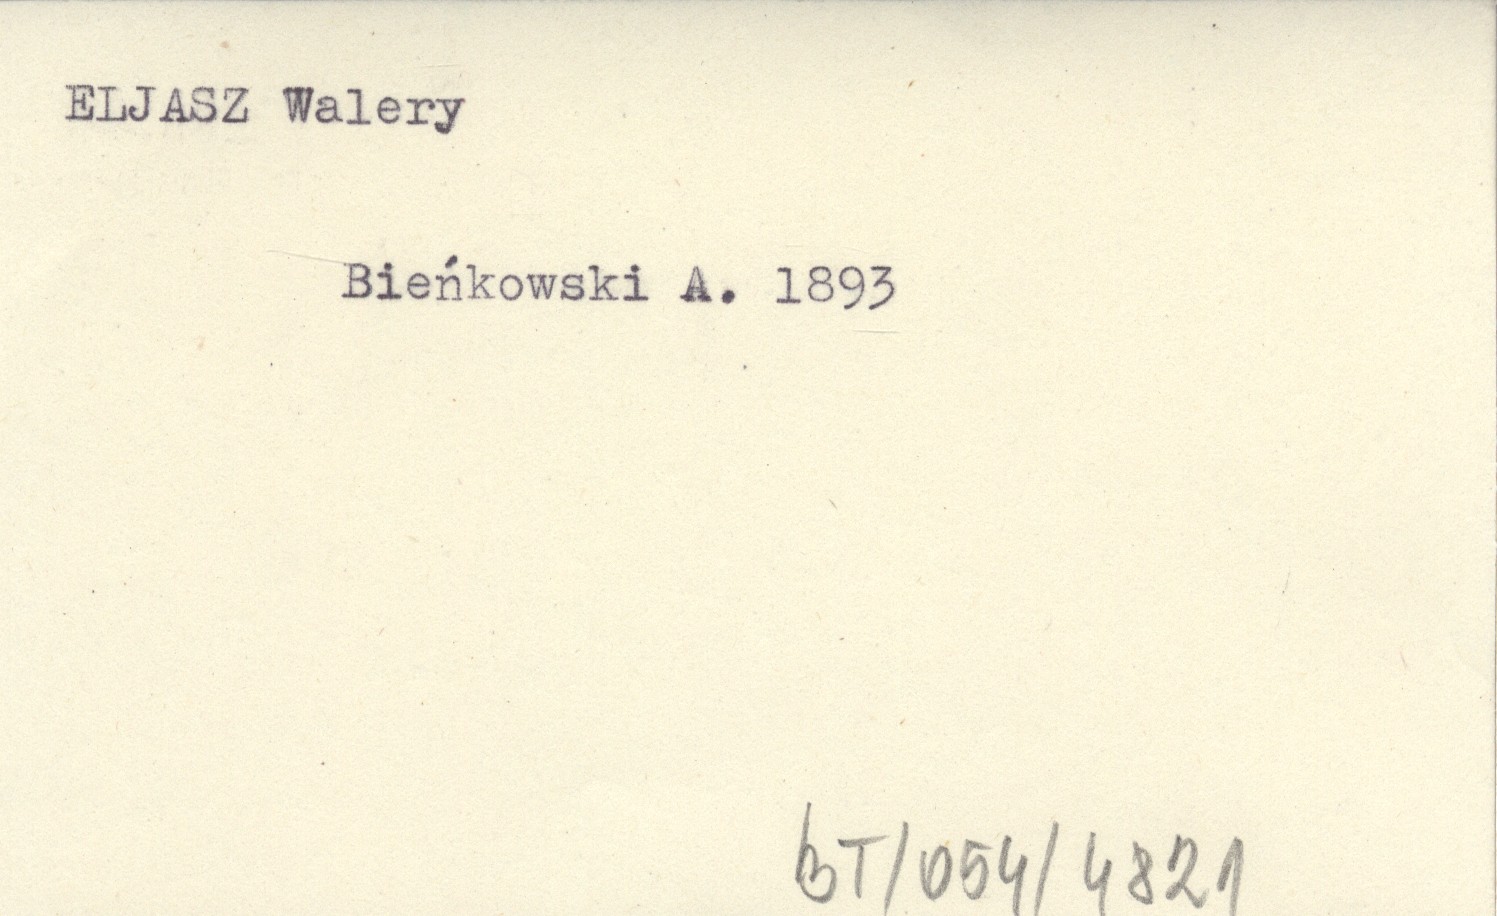 ELJASZ Walery
Bieńkowski A. 1893
BT/054/4821